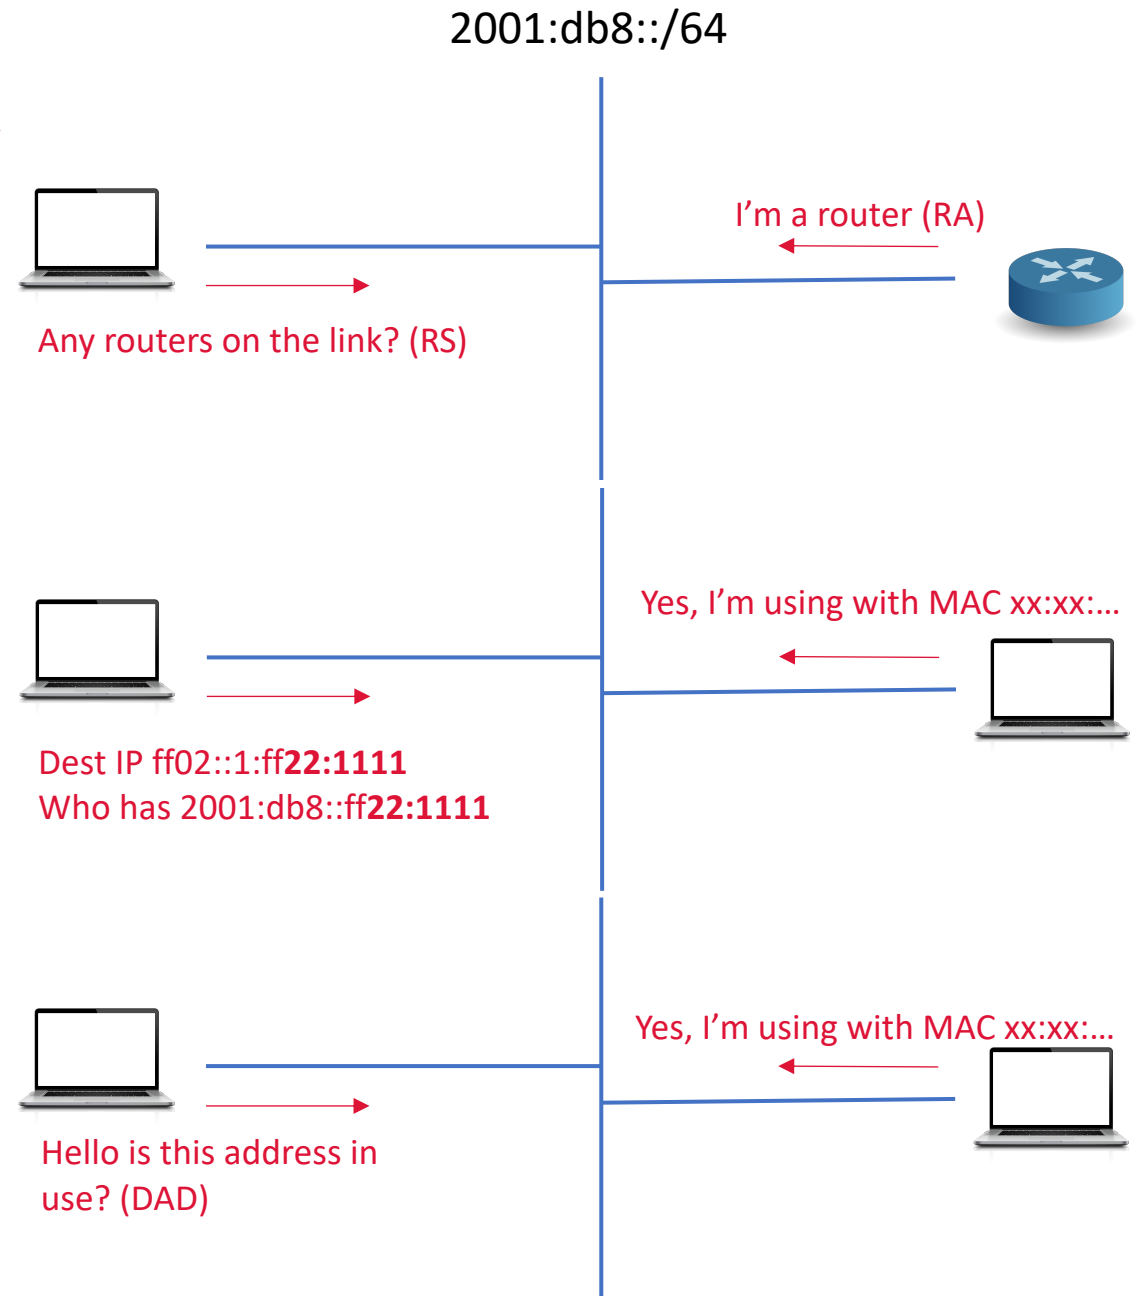 2001:db8::/64
I’m a router (RA)
Any routers on the link? (RS)
Yes, I’m using with MAC xx:xx:…
Dest IP ff02::1:ff22:1111
Who has 2001:db8::ff22:1111
Yes, I’m using with MAC xx:xx:…
Hello is this address in
use? (DAD)